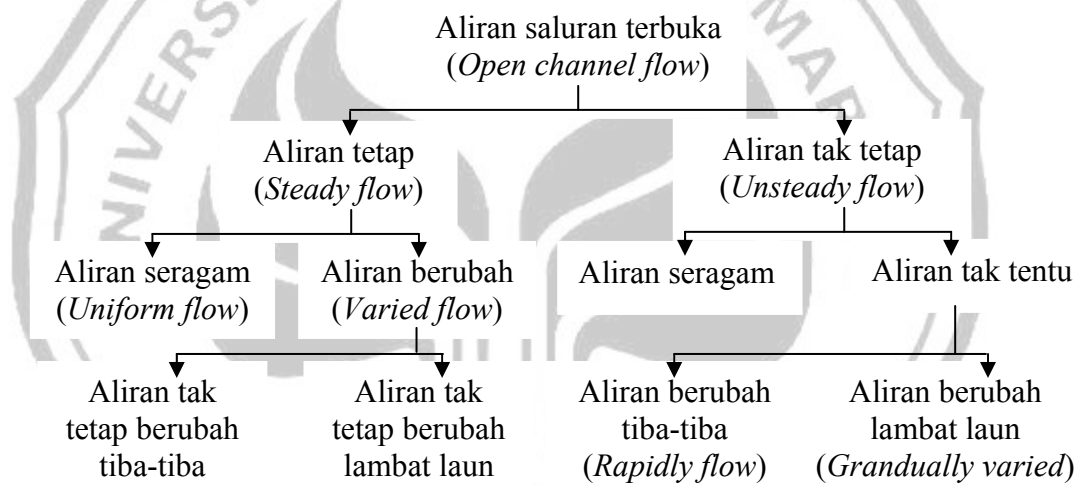 Aliran saluran terbuka
(Open channel flow)
Aliran tetap
(Steady flow)
Aliran tak tetap
(Unsteady flow)
Aliran seragam
(Uniform flow)
Aliran berubah
(Varied flow)
Aliran seragam
Aliran tak tentu
Aliran tak
tetap berubah
tiba-tiba
Aliran tak
tetap berubah
lambat laun
Aliran berubah
tiba-tiba
(Rapidly flow)
Aliran berubah
lambat laun
(Grandually varied)